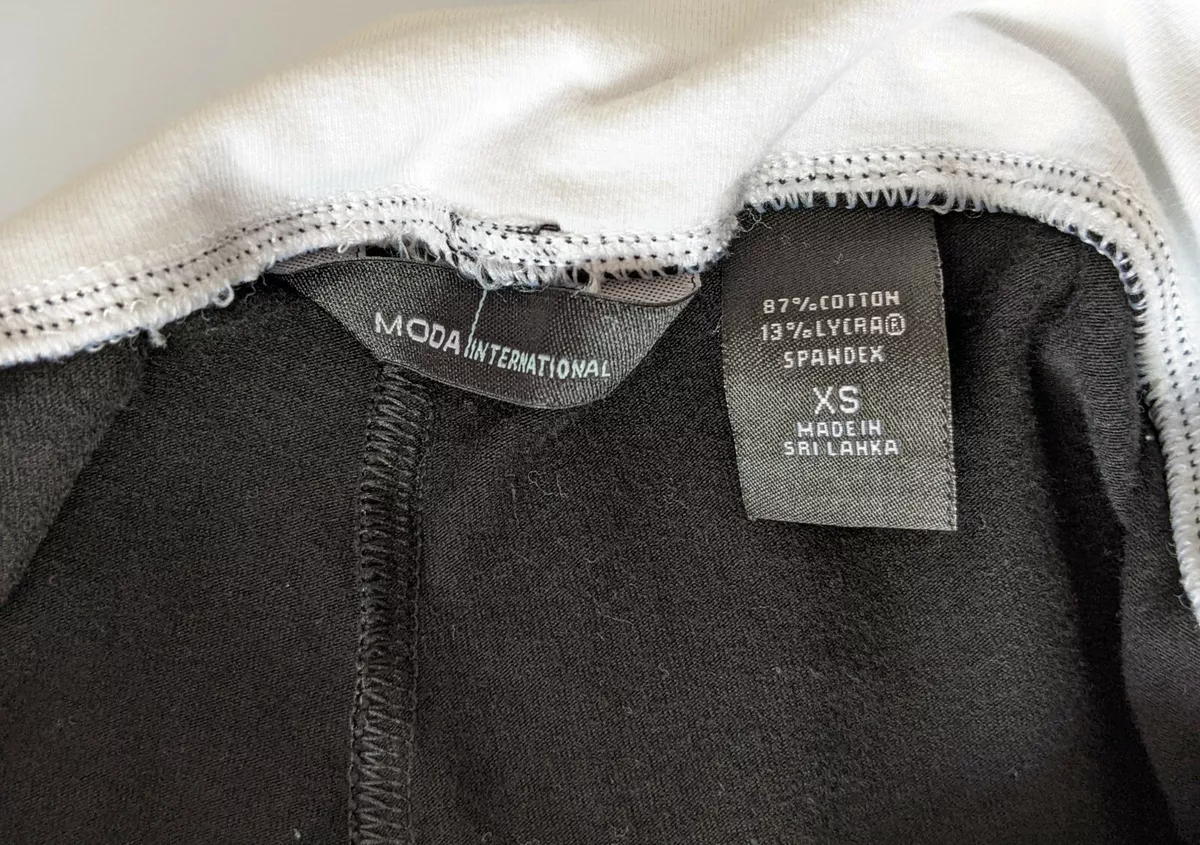 MODA INTERNATIONAL
87% COTTON
13% LYCRA®
SPANDEX
XS
MADE IN
SRI LANKA